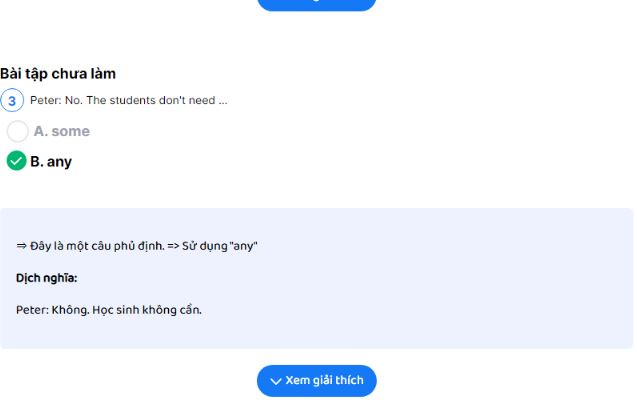 Bài tập chưa làm
3 Peter: No. The students don't need ...
A. some
B. any
⇒ Đây là một câu phủ định. => Sử dụng "any"
Dịch nghĩa:
Peter: Không. Học sinh không cần.
Xem giải thích